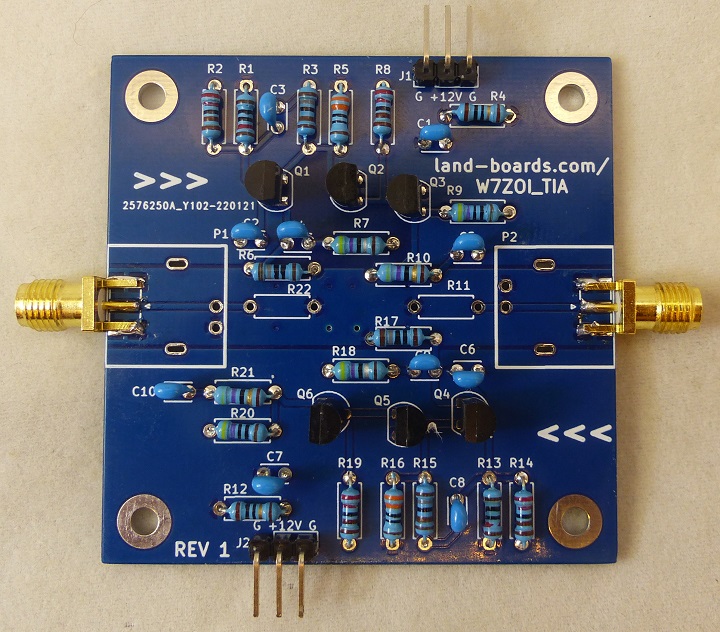 R2 R1 C3 R3 R5 R8 J1
G +12V G R4
C1
land-boards.com/
W7ZOI_TIA
>>>
2576250A_Y102-220121
Q1 Q2 Q3 R9
P1 C2 R7 P2
R6 R10
R22 R11
R17
R18 C6
C10 R21
Q6 Q5 Q4
R20
<<<
C7
R12 R19 R16 R15 C8 R13 R14
G +12V G
J2
REV 1